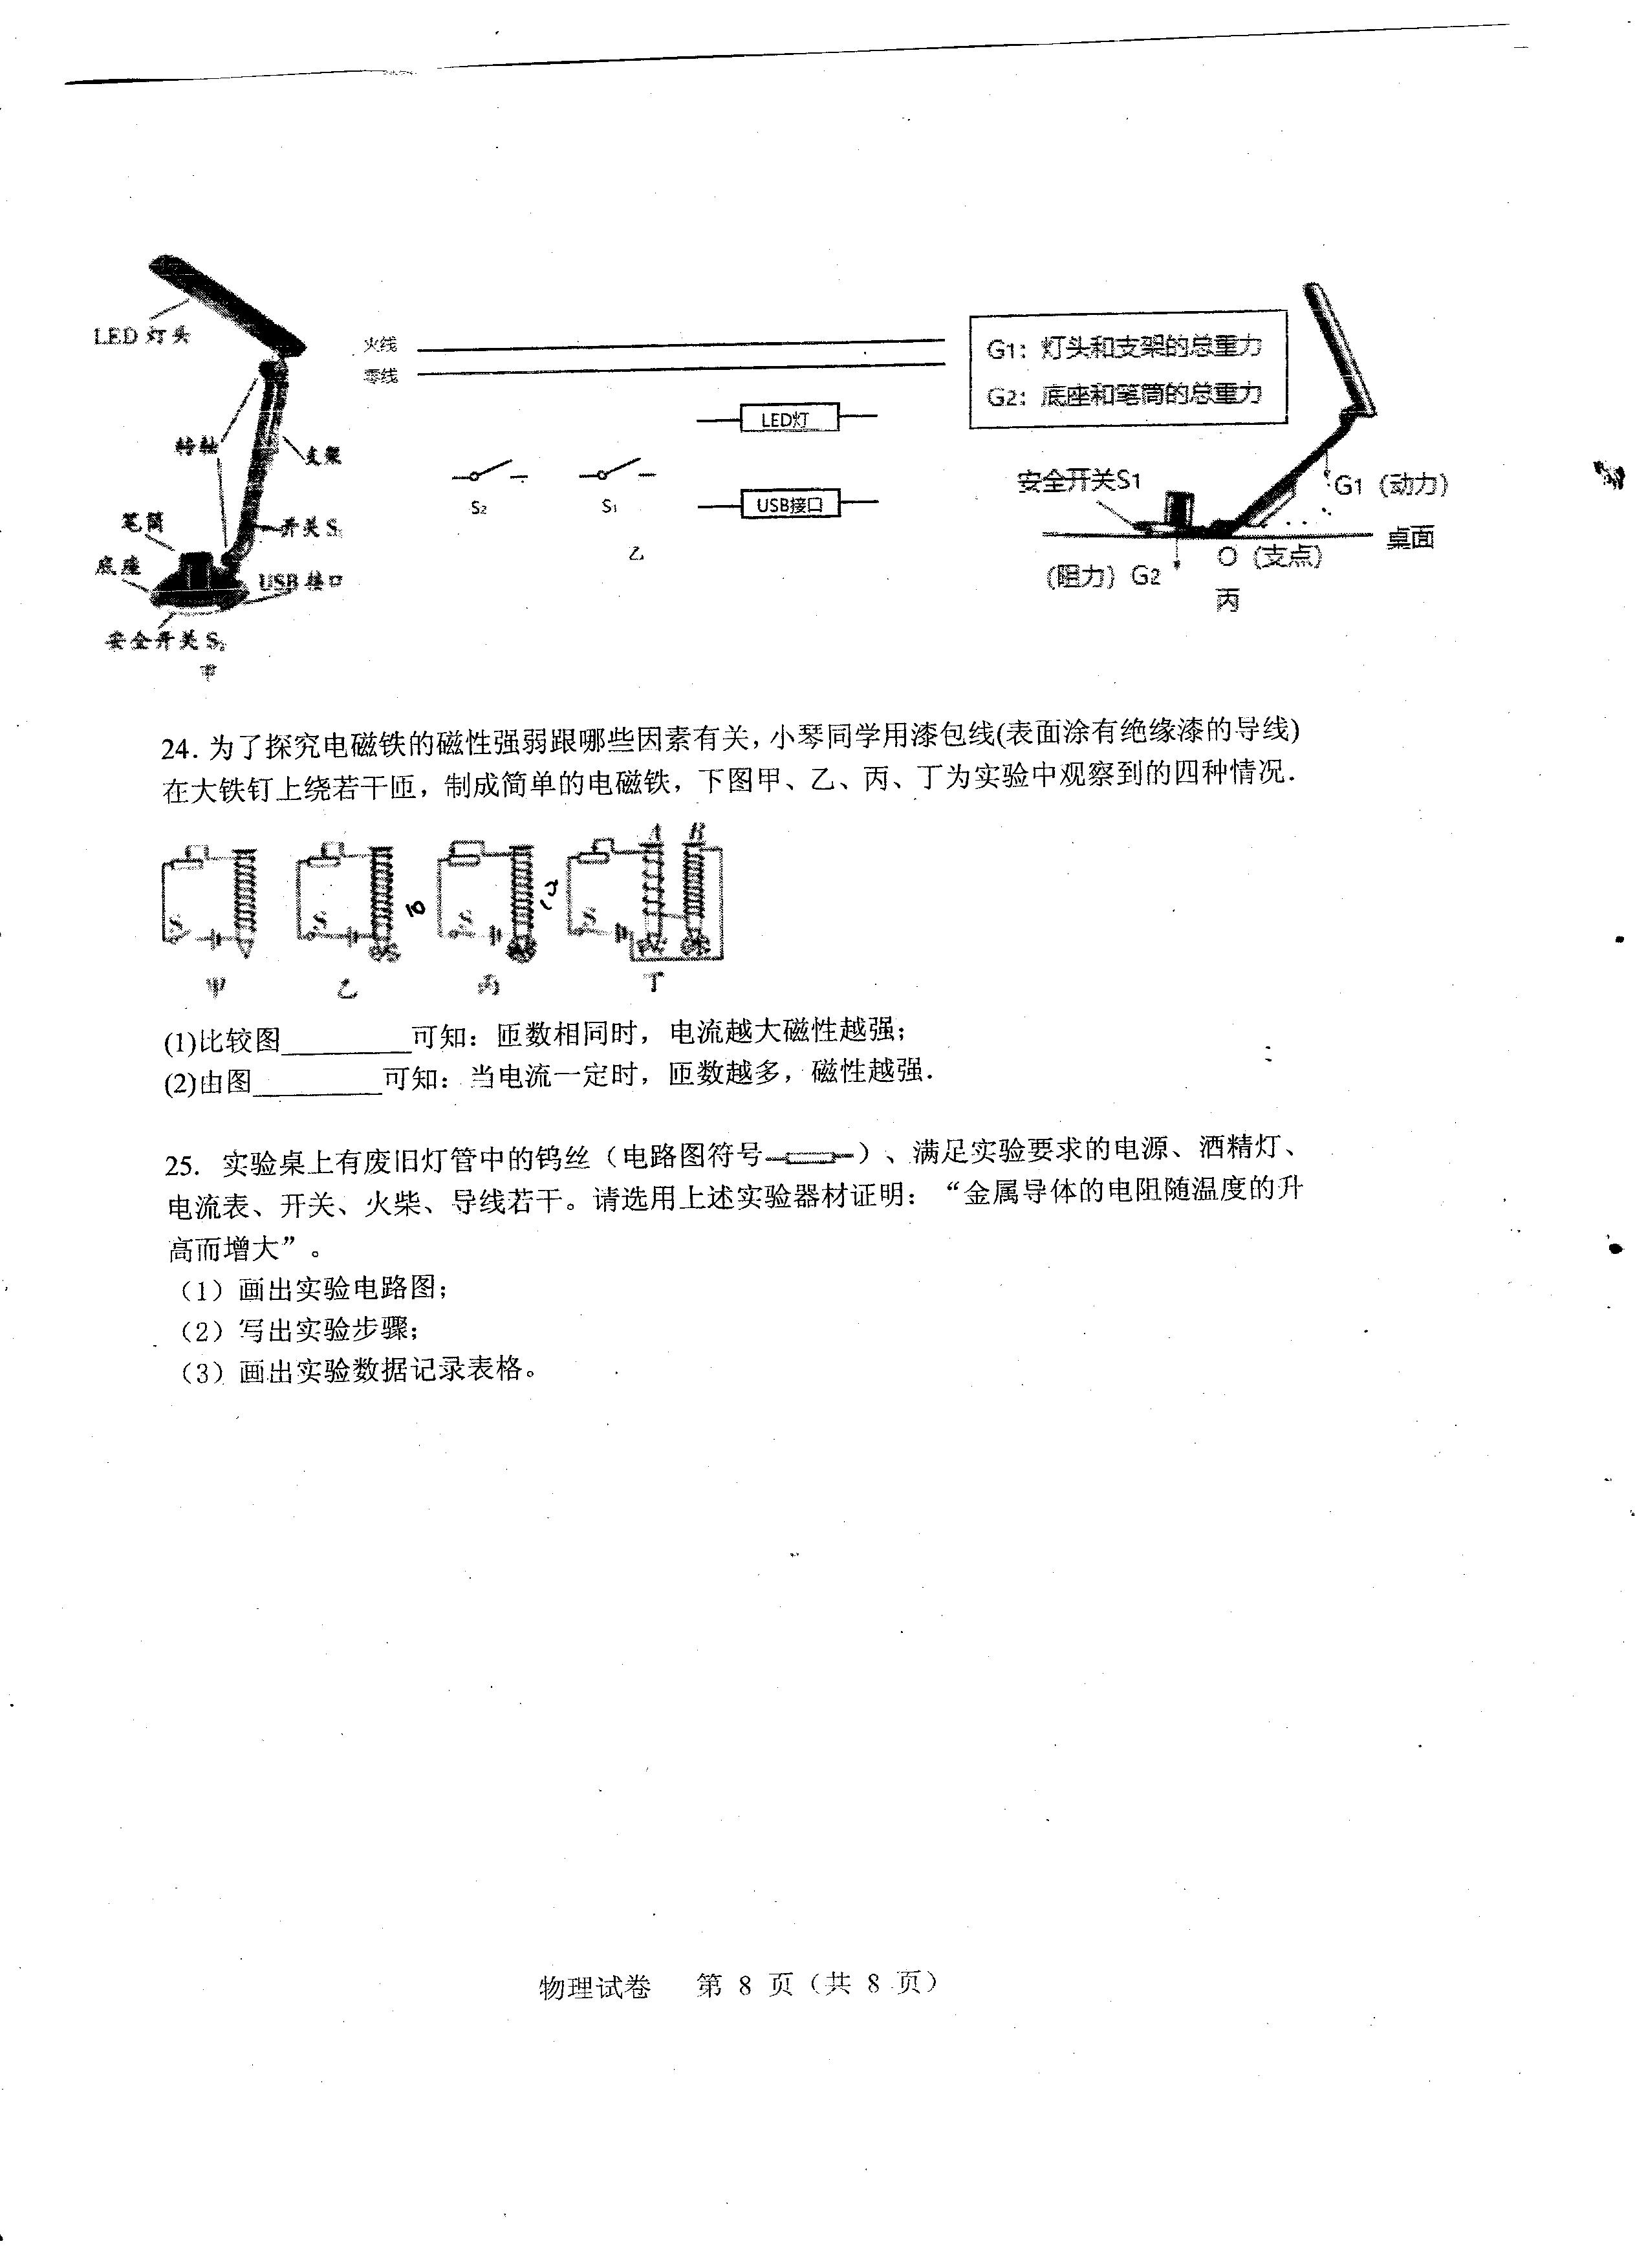 LED 灯头
转轴
支架
笔筒
开关 S
底座
USB 接口
安全开关 S
甲
火线
零线
LED灯
USB接口
S2
S1
乙
G1：灯头和支架的总重力
G2：底座和笔筒的总重力
安全开关S1
G1（动力）
桌面
O（支点）
（阻力）G2
丙
24. 为了探究电磁铁的磁性强弱跟哪些因素有关，小琴同学用漆包线(表面涂有绝缘漆的导线)
在大铁钉上绕若干匝，制成简单的电磁铁，下图甲、乙、丙、丁为实验中观察到的四种情况．
A B
S S S S
10
甲 乙 丙 丁
(1)比较图________可知：匝数相同时，电流越大磁性越强；
(2)由图________可知：当电流一定时，匝数越多，磁性越强．
25. 实验桌上有废旧灯管中的钨丝（电路图符号）、满足实验要求的电源、酒精灯、
电流表、开关、火柴、导线若干。请选用上述实验器材证明：“金属导体的电阻随温度的升
高而增大”。
（1）画出实验电路图；
（2）写出实验步骤；
（3）画出实验数据记录表格。
物理试卷 第 8 页（共 8 页）